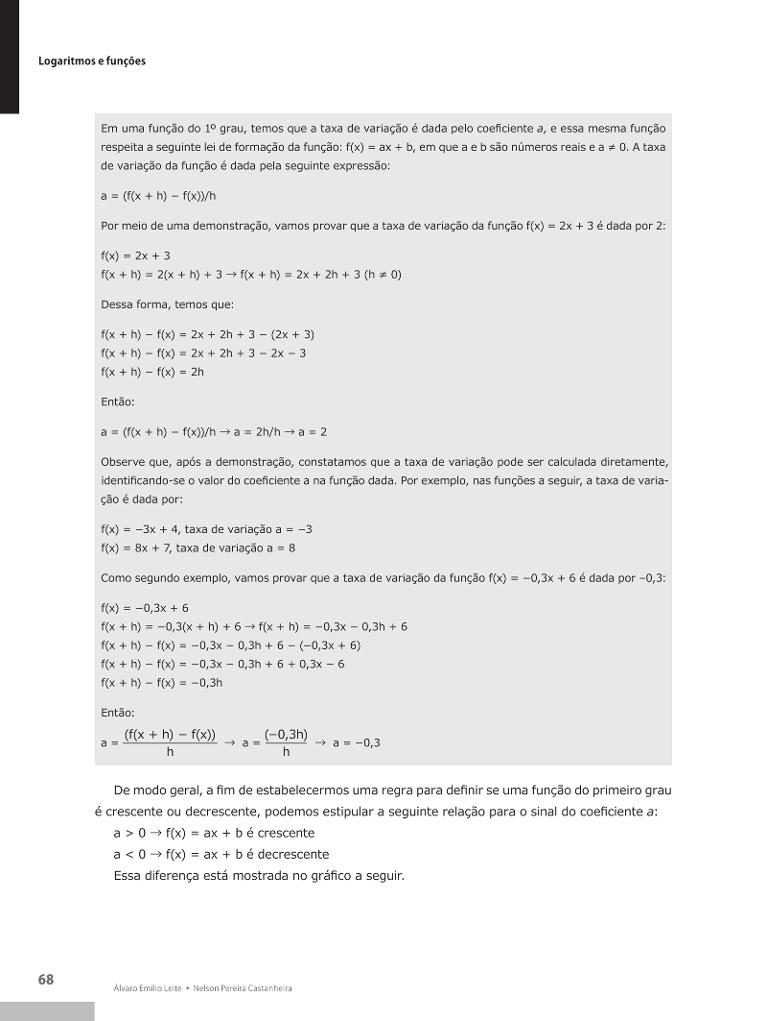 Logaritmos e funções
Em uma função do 1º grau, temos que a taxa de variação é dada pelo coeficiente a, e essa mesma função
respeita a seguinte lei de formação da função: f(x) = ax + b, em que a e b são números reais e a ≠ 0. A taxa
de variação da função é dada pela seguinte expressão:
a = (f(x + h) − f(x))/h
Por meio de uma demonstração, vamos provar que a taxa de variação da função f(x) = 2x + 3 é dada por 2:
f(x) = 2x + 3
f(x + h) = 2(x + h) + 3 → f(x + h) = 2x + 2h + 3 (h ≠ 0)
Dessa forma, temos que:
f(x + h) − f(x) = 2x + 2h + 3 − (2x + 3)
f(x + h) − f(x) = 2x + 2h + 3 − 2x − 3
f(x + h) − f(x) = 2h
Então:
a = (f(x + h) − f(x))/h → a = 2h/h → a = 2
Observe que, após a demonstração, constatamos que a taxa de variação pode ser calculada diretamente,
identificando-se o valor do coeficiente a na função dada. Por exemplo, nas funções a seguir, a taxa de varia-
ção é dada por:
f(x) = −3x + 4, taxa de variação a = −3
f(x) = 8x + 7, taxa de variação a = 8
Como segundo exemplo, vamos provar que a taxa de variação da função f(x) = −0,3x + 6 é dada por –0,3:
f(x) = −0,3x + 6
f(x + h) = −0,3(x + h) + 6 → f(x + h) = −0,3x − 0,3h + 6
f(x + h) − f(x) = −0,3x − 0,3h + 6 − (−0,3x + 6)
f(x + h) − f(x) = −0,3x − 0,3h + 6 + 0,3x − 6
f(x + h) − f(x) = −0,3h
Então:
a = (f(x + h) − f(x))/h → a = (−0,3h)/h → a = −0,3
De modo geral, a fim de estabelecermos uma regra para definir se uma função do primeiro grau
é crescente ou decrescente, podemos estipular a seguinte relação para o sinal do coeficiente a:
a > 0 → f(x) = ax + b é crescente
a < 0 → f(x) = ax + b é decrescente
Essa diferença está mostrada no gráfico a seguir.
68
Álvaro Emílio Leite • Nelson Pereira Castanheira